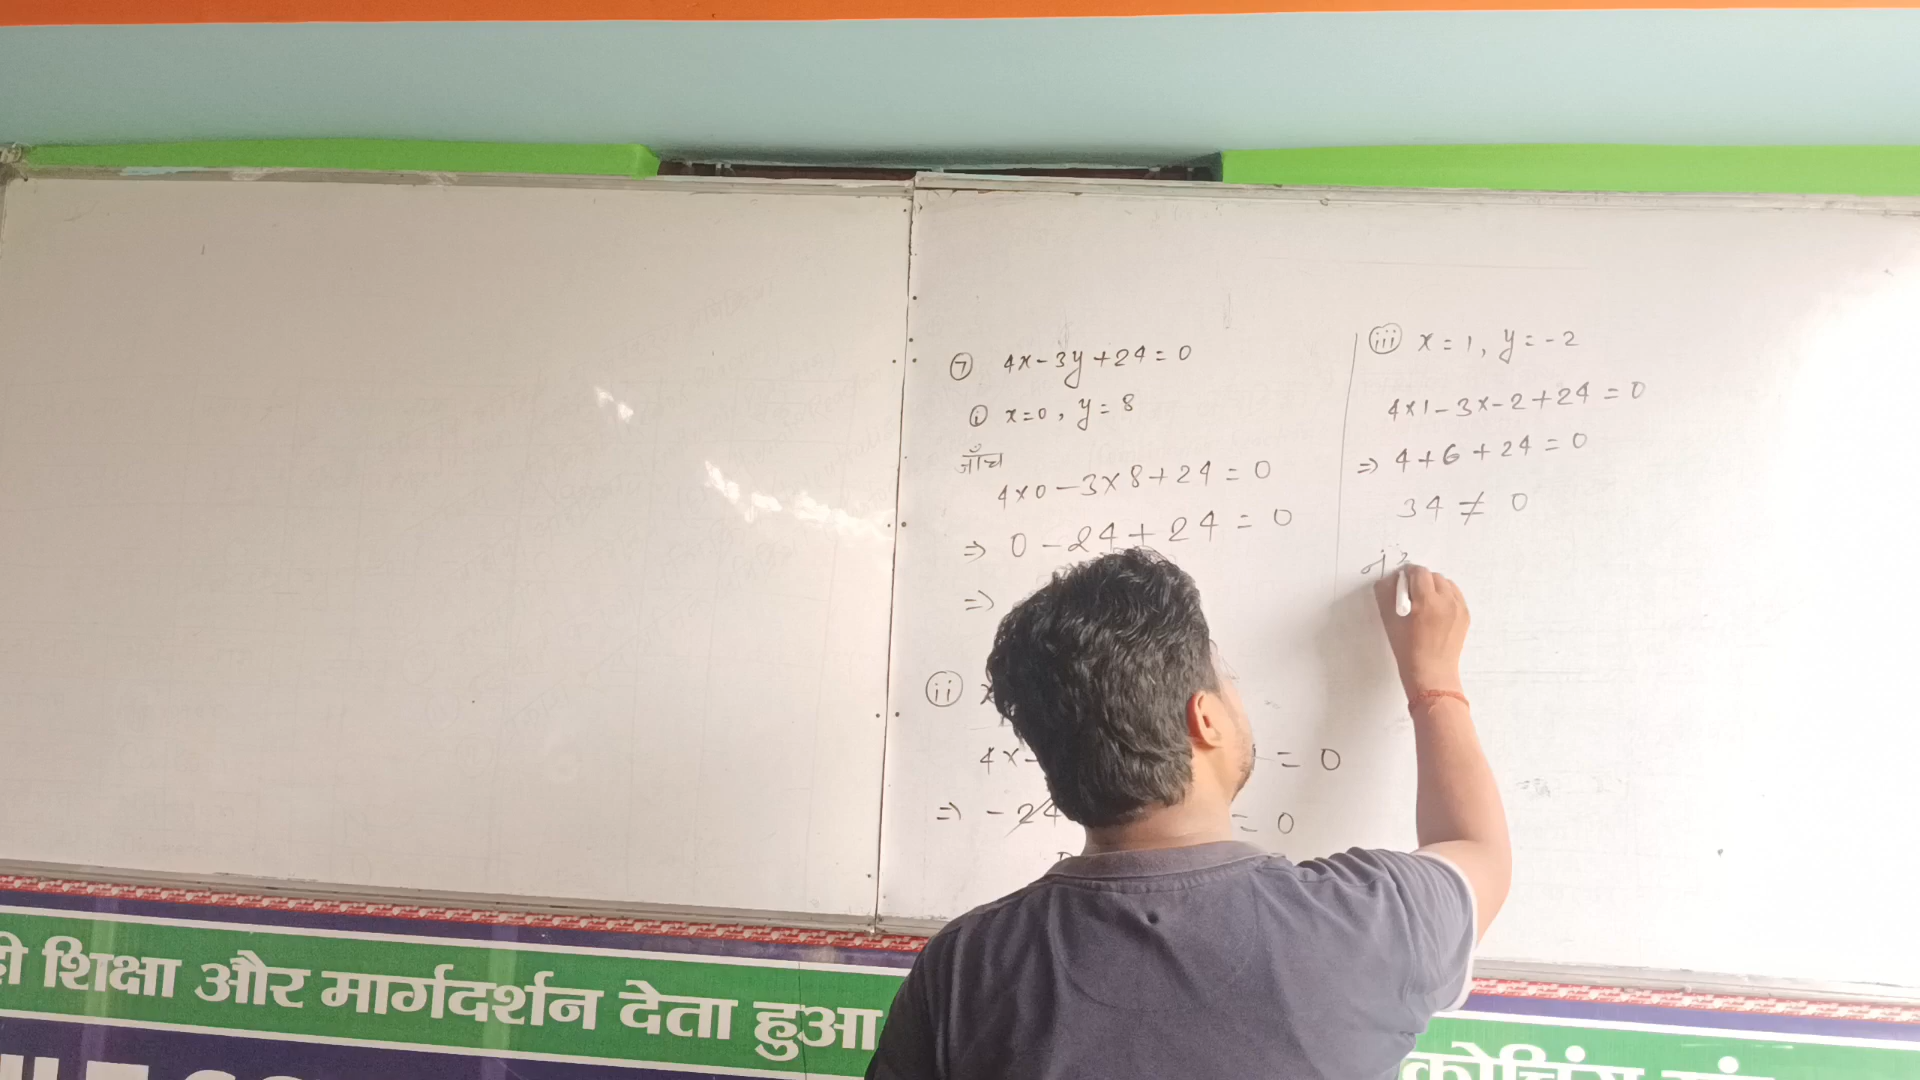 7 4x-3y+24=0
i x=0, y=8
जाँच
4×0-3×8+24=0
⇒ 0-24+24=0
⇒
ii
4×- = 0
⇒ -24 = 0
iii x=1, y=-2
4×1-3×-2+24=0
⇒ 4+6+24=0
34 ≠ 0
शिक्षा और मार्गदर्शन देता हुआ
कोचिंग